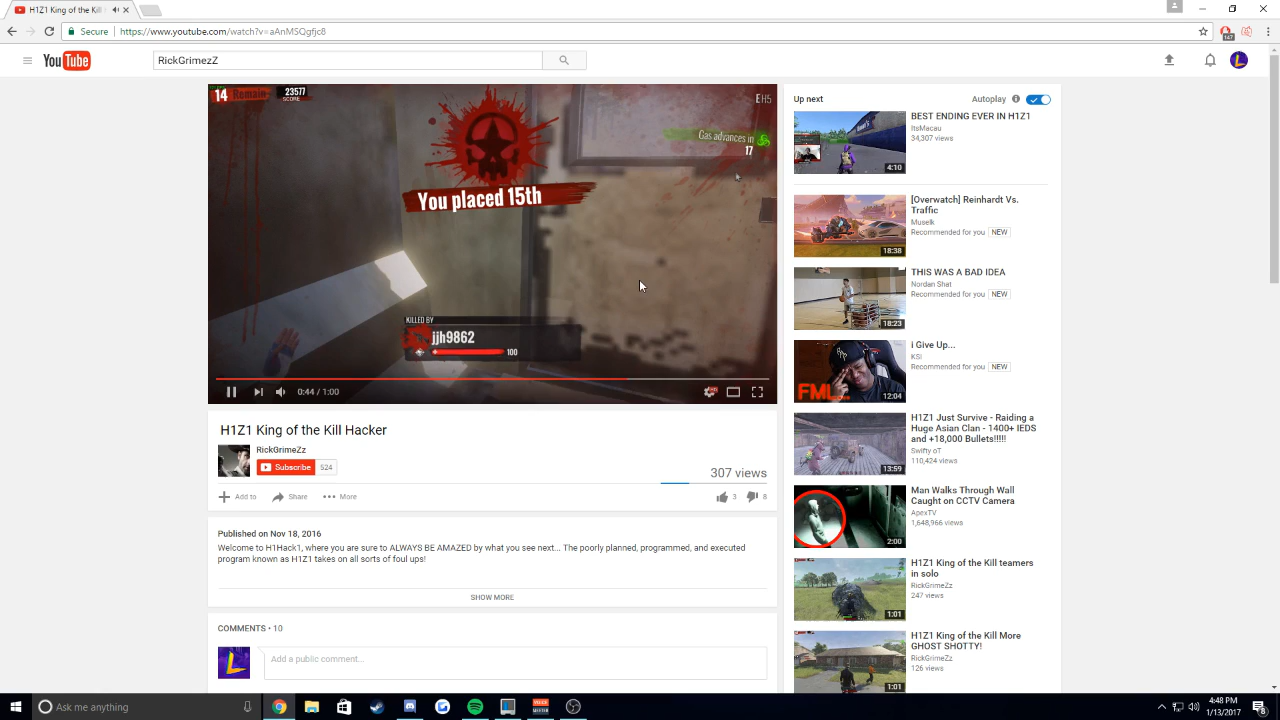 H1Z1 King of the Kill
Secure
https://www.youtube.com/watch?v=aAnMSQgfjc8
147
YouTube
RickGrimezZ
14 Remain
23577
SCORE
EH5
Gas advances in
17
You placed 15th
KILLED BY
jjh9862
100
0:44 / 1:00
H1Z1 King of the Kill Hacker
RickGrimeZz
Subscribe 524
307 views
Add to Share More
3 8
Published on Nov 18, 2016
Welcome to H1Hack1, where you are sure to ALWAYS BE AMAZED by what you see next... The poorly planned, programmed, and executed
program known as H1Z1 takes on all sorts of foul ups!
SHOW MORE
COMMENTS • 10
Add a public comment...
Up next
Autoplay
BEST ENDING EVER IN H1Z1
ItsMacau
34,307 views
4:10
[Overwatch] Reinhardt Vs.
Traffic
Muselk
Recommended for you NEW
18:38
THIS WAS A BAD IDEA
Nordan Shat
Recommended for you NEW
18:23
i Give Up...
KSI
Recommended for you NEW
FML
12:04
H1Z1 Just Survive - Raiding a
Huge Asian Clan - 1400+ IEDS
and +18,000 Bullets!!!!!
Swifty oT
110,424 views
13:59
Man Walks Through Wall
Caught on CCTV Camera
ApexTV
1,648,966 views
2:00
H1Z1 King of the Kill teamers
in solo
RickGrimeZz
247 views
1:01
H1Z1 King of the Kill More
GHOST SHOTTY!
RickGrimeZz
126 views
1:01
Ask me anything
4:48 PM
1/13/2017